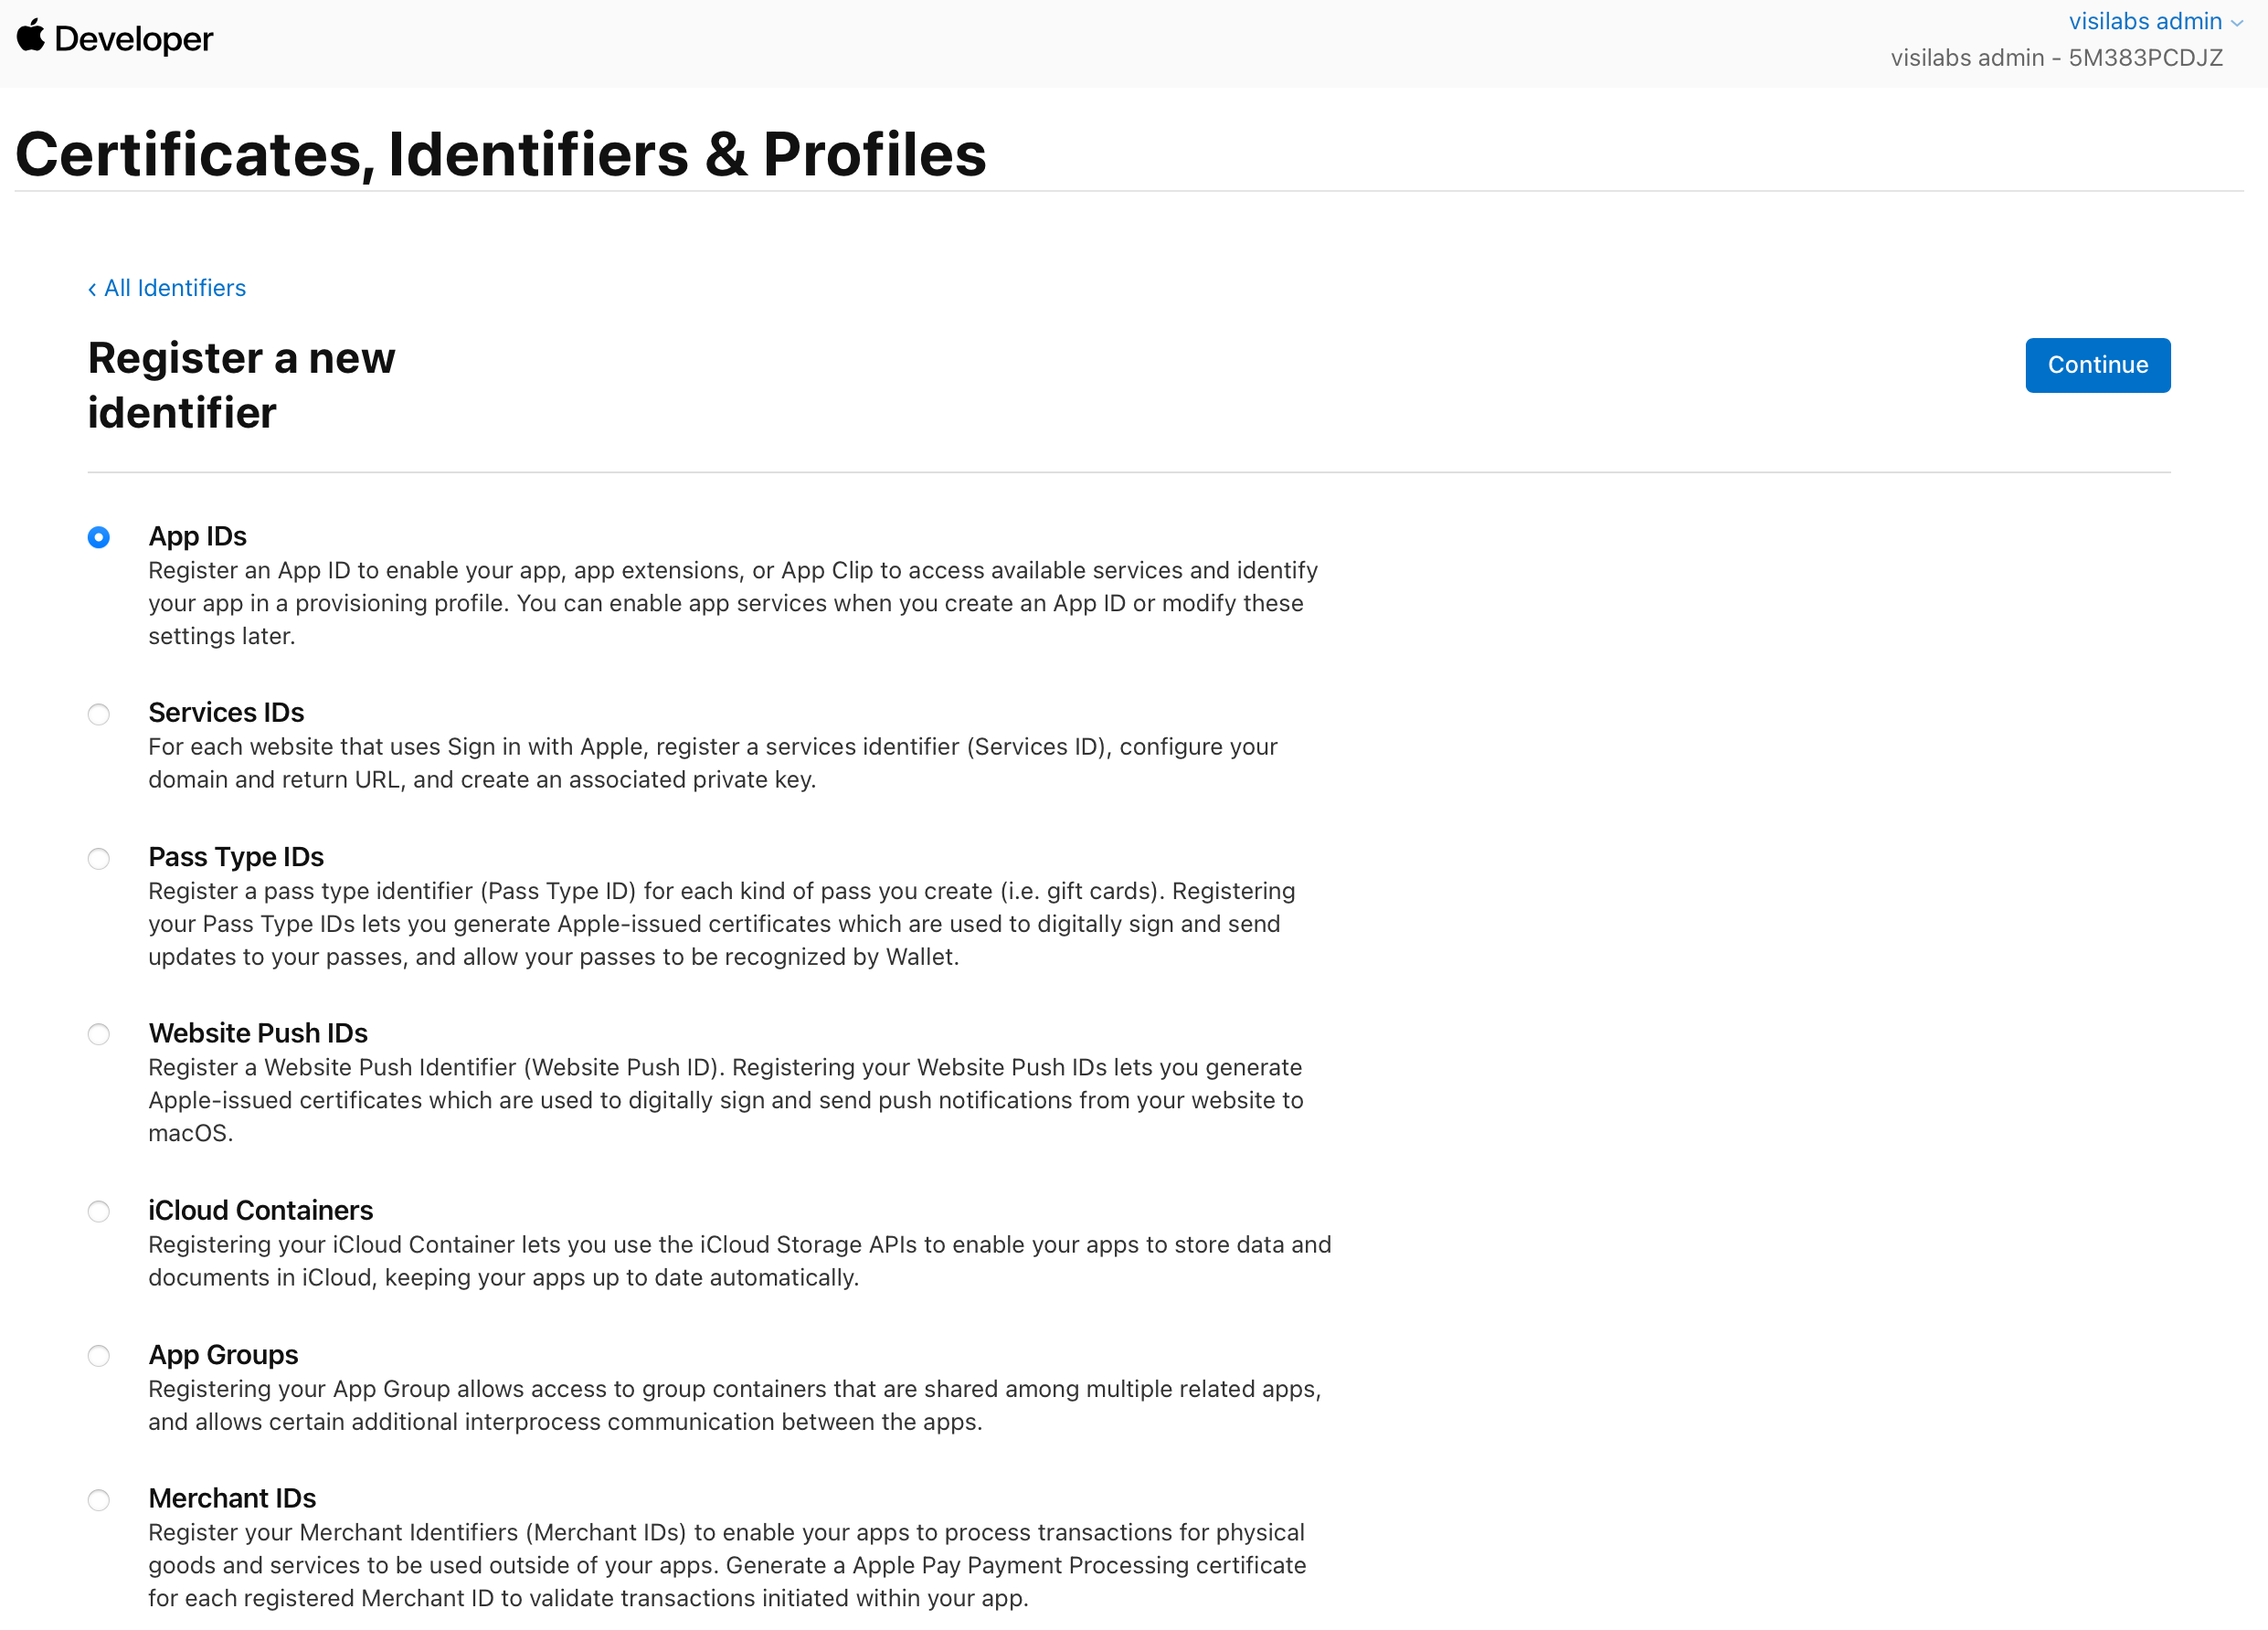 Developer
visilabs admin
visilabs admin - 5M383PCDJZ
Certificates, Identifiers & Profiles
‹ All Identifiers
Register a new
identifier
Continue
App IDs
Register an App ID to enable your app, app extensions, or App Clip to access available services and identify
your app in a provisioning profile. You can enable app services when you create an App ID or modify these
settings later.
Services IDs
For each website that uses Sign in with Apple, register a services identifier (Services ID), configure your
domain and return URL, and create an associated private key.
Pass Type IDs
Register a pass type identifier (Pass Type ID) for each kind of pass you create (i.e. gift cards). Registering
your Pass Type IDs lets you generate Apple-issued certificates which are used to digitally sign and send
updates to your passes, and allow your passes to be recognized by Wallet.
Website Push IDs
Register a Website Push Identifier (Website Push ID). Registering your Website Push IDs lets you generate
Apple-issued certificates which are used to digitally sign and send push notifications from your website to
macOS.
iCloud Containers
Registering your iCloud Container lets you use the iCloud Storage APIs to enable your apps to store data and
documents in iCloud, keeping your apps up to date automatically.
App Groups
Registering your App Group allows access to group containers that are shared among multiple related apps,
and allows certain additional interprocess communication between the apps.
Merchant IDs
Register your Merchant Identifiers (Merchant IDs) to enable your apps to process transactions for physical
goods and services to be used outside of your apps. Generate a Apple Pay Payment Processing certificate
for each registered Merchant ID to validate transactions initiated within your app.